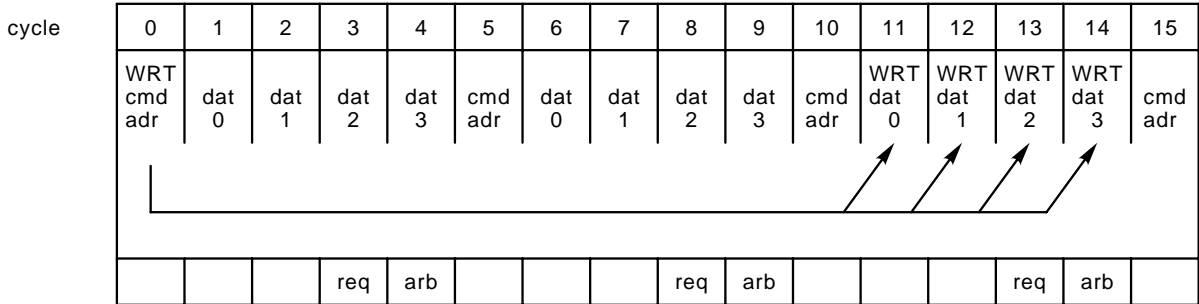 cycle 0 1 2 3 4 5 6 7 8 9 10 11 12 13 14 15
WRT WRT WRT WRT WRT
cmd dat dat dat dat cmd dat dat dat dat cmd dat dat dat dat cmd
adr 0 1 2 3 adr 0 1 2 3 adr 0 1 2 3 adr
req arb req arb req arb